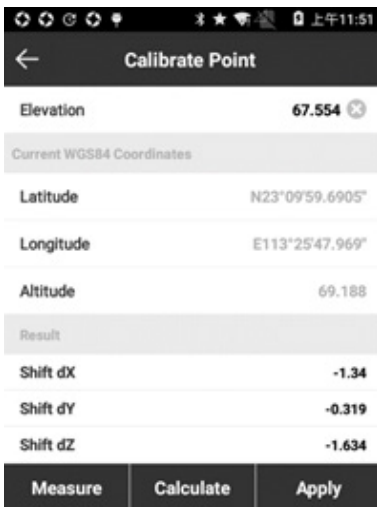 上午11:51
Calibrate Point
Elevation 67.554
Current WGS84 Coordinates
Latitude N23°09'59.6905"
Longitude E113°25'47.969"
Altitude 69.188
Result
Shift dX -1.34
Shift dY -0.319
Shift dZ -1.634
Measure Calculate Apply